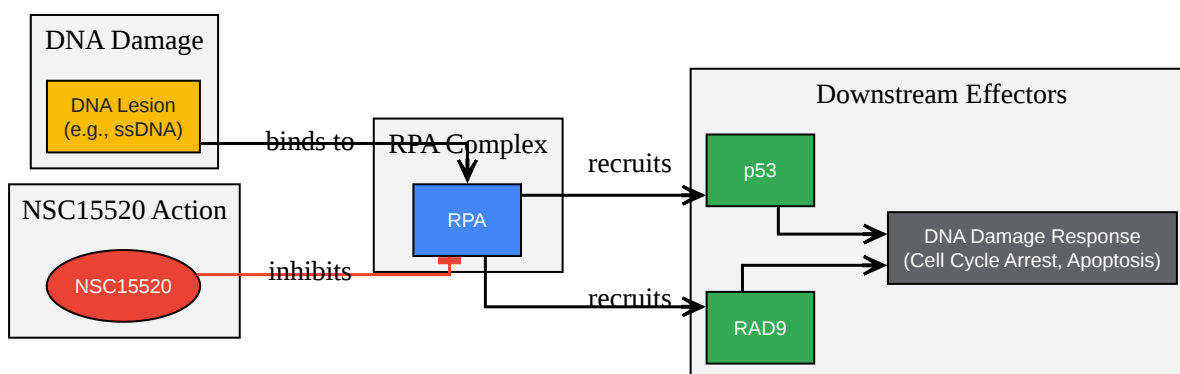 DNA Damage
DNA Lesion
(e.g., ssDNA)
binds to
RPA Complex
RPA
NSC15520 Action
NSC15520
inhibits
recruits
recruits
Downstream Effectors
p53
RAD9
DNA Damage Response
(Cell Cycle Arrest, Apoptosis)